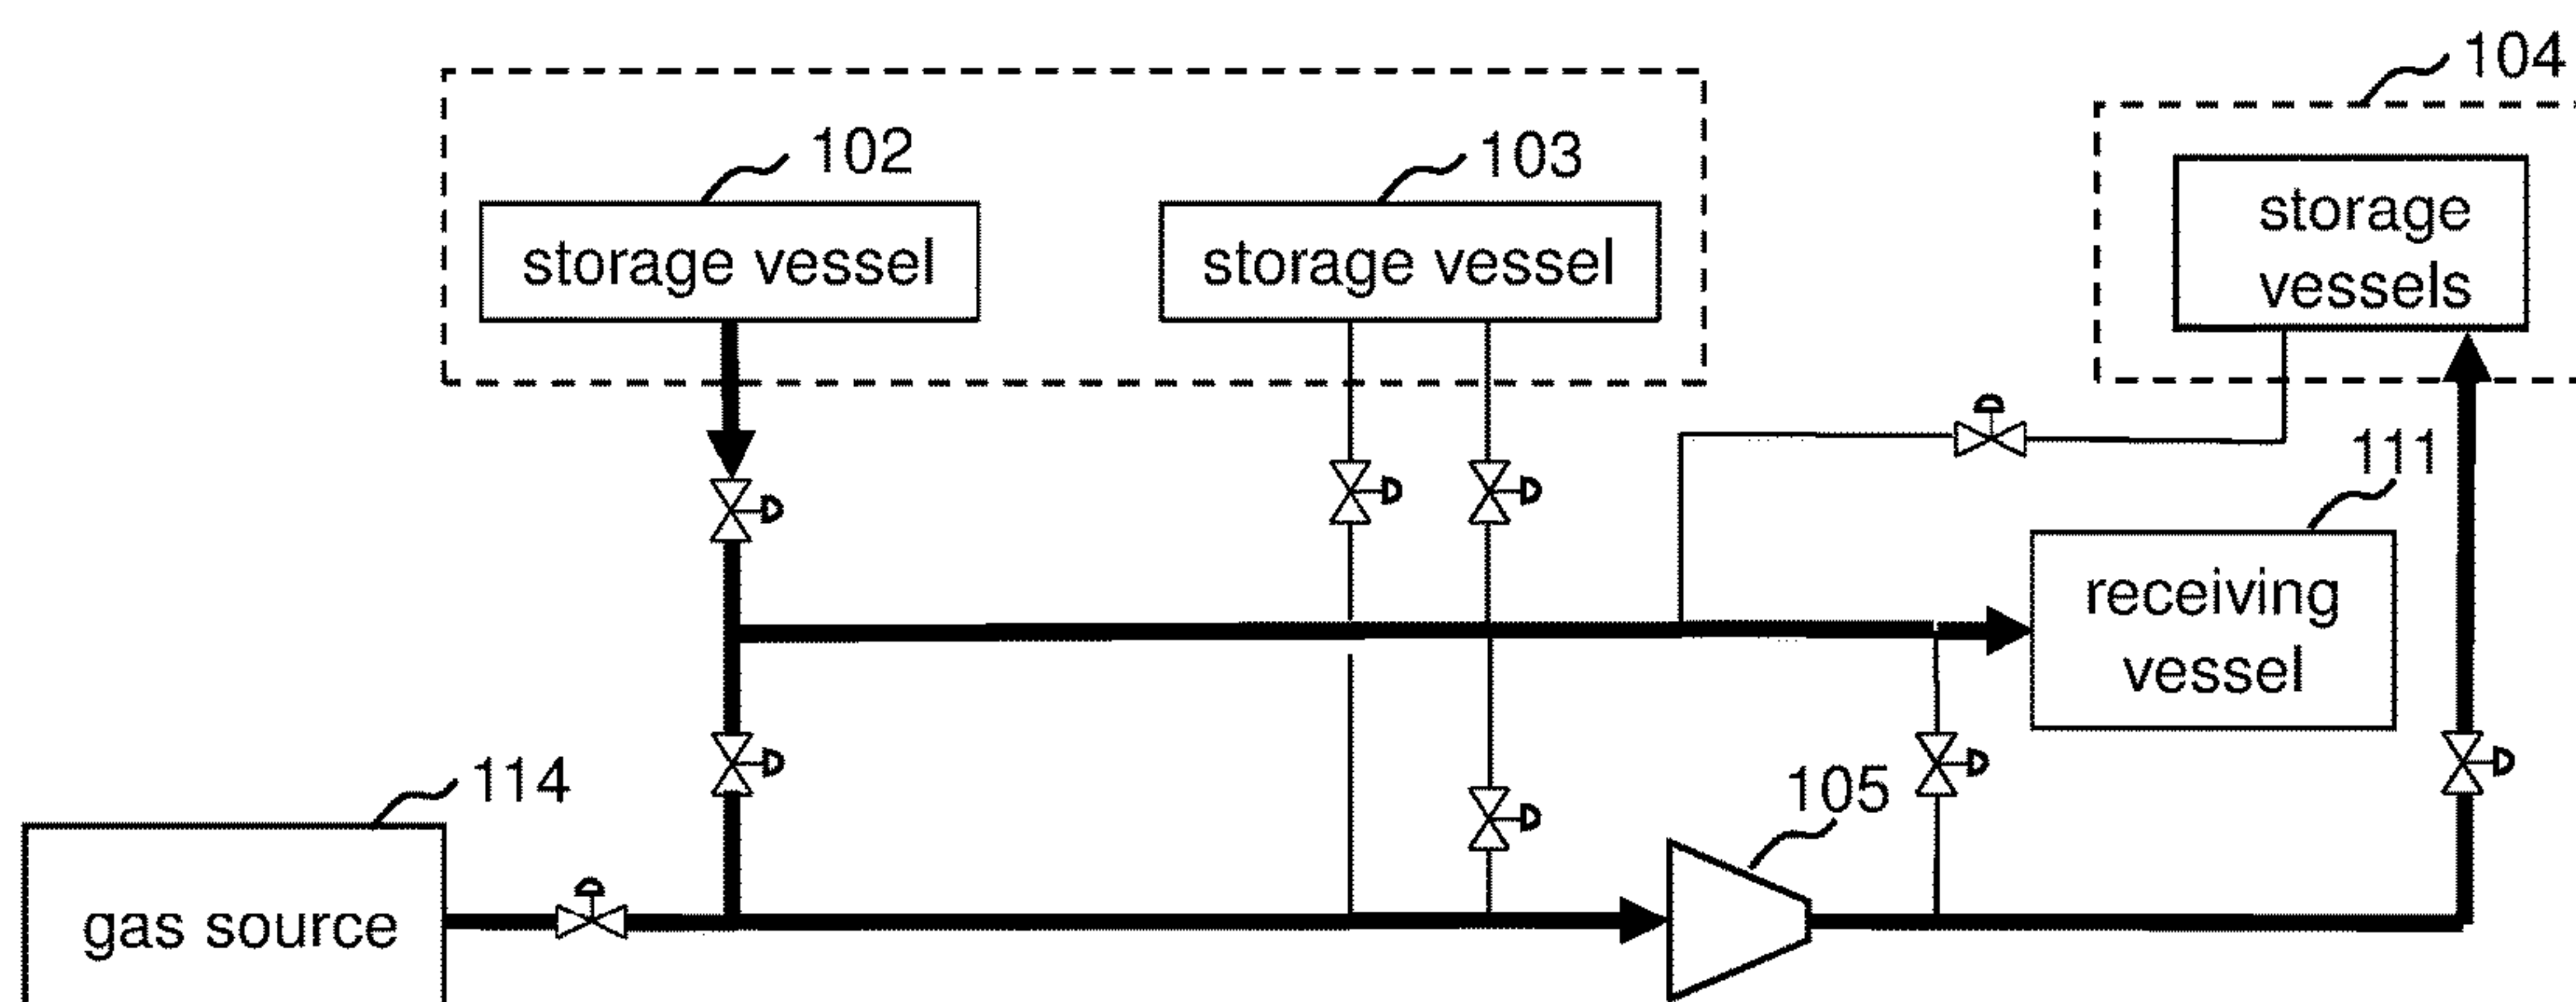 104
102
103
storage vessel
storage vessel
storage
vessels
111
receiving
vessel
114
105
gas source